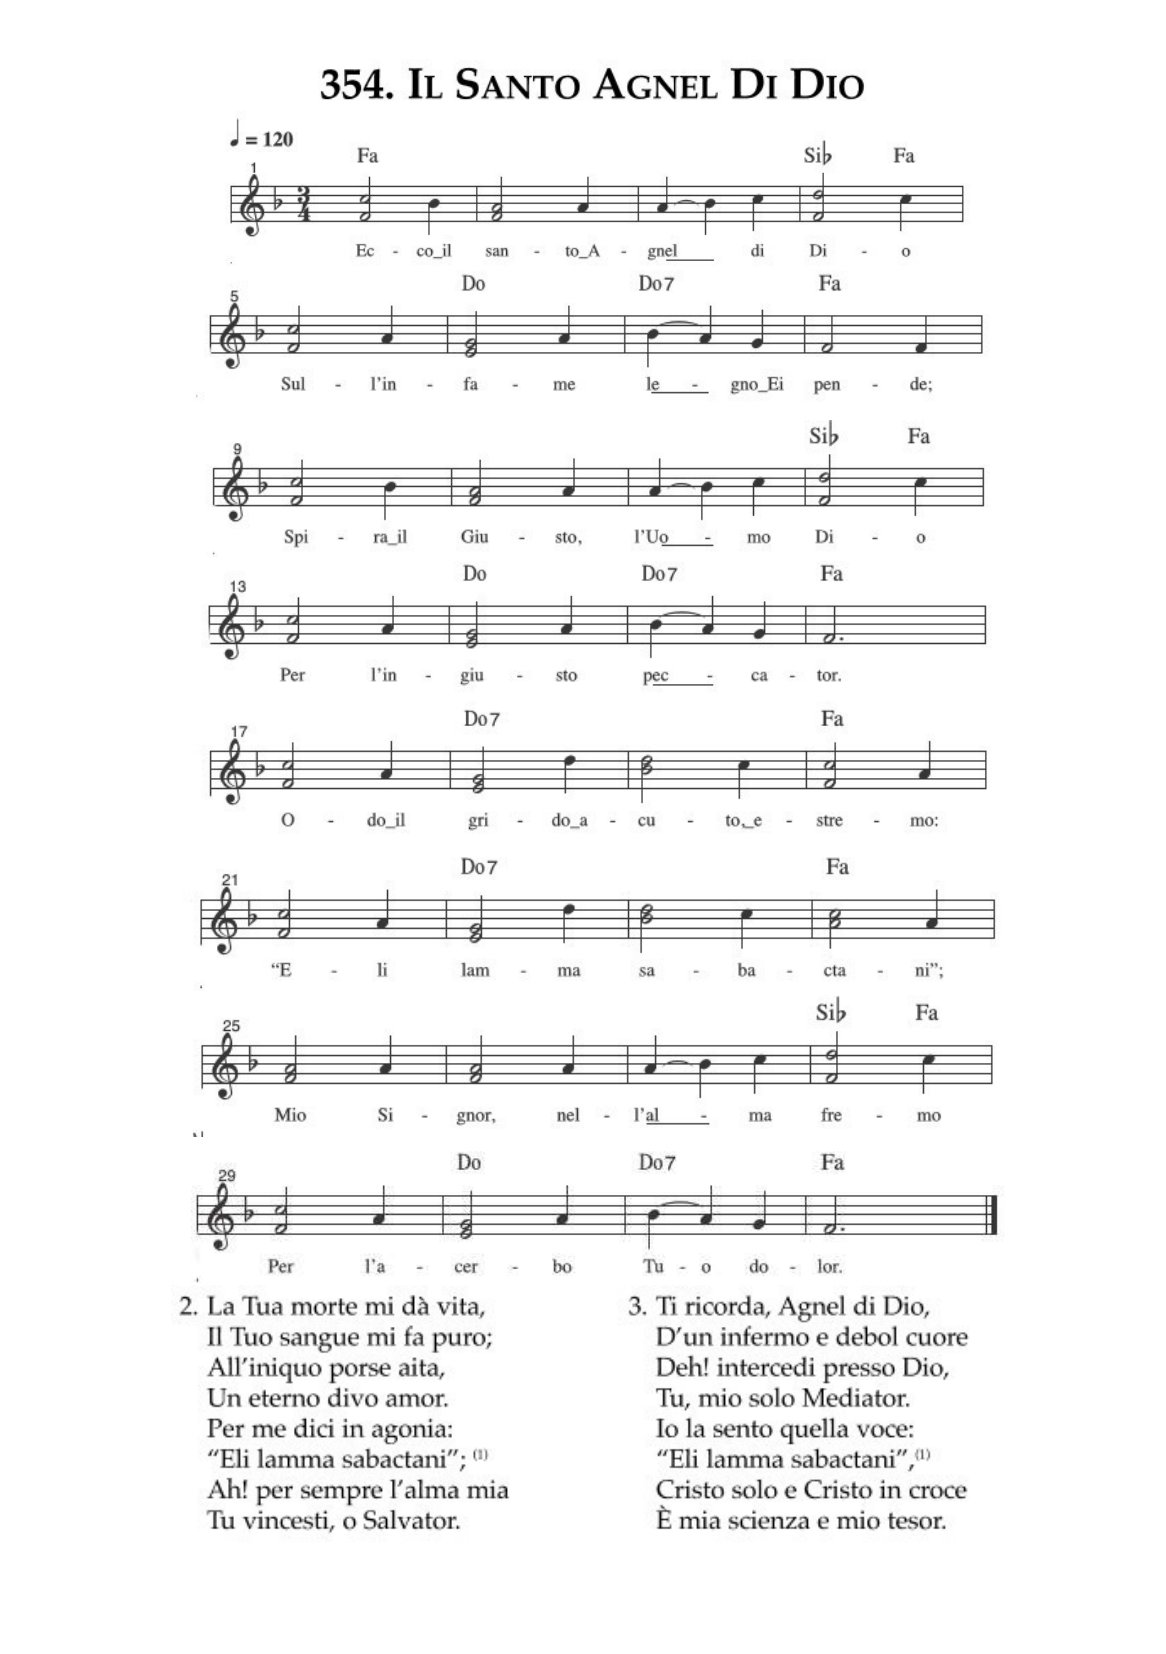 354. Il Santo Agnel Di Dio
♩ = 120
Fa Si♭ Fa
1
3
4
Ec - co_il san - to_A - gnel di Di - o
Do Do7 Fa
5
Sul - l'in - fa - me le - gno_Ei pen - de;
Si♭ Fa
9
Spi - ra_il Giu - sto, l'Uo - mo Di - o
Do Do7 Fa
13
Per l'in - giu - sto pec - ca - tor.
Do7 Fa
17
O - do_il gri - do_a - cu - to,_e - stre - mo:
Do7 Fa
21
“E - li lam - ma sa - ba - cta - ni”;
Si♭ Fa
25
Mio Si - gnor, nel - l'al - ma fre - mo
Do Do7 Fa
29
Per l'a - cer - bo Tu - o do - lor.
2. La Tua morte mi dà vita,
Il Tuo sangue mi fa puro;
All'iniquo porse aita,
Un eterno divo amor.
Per me dici in agonia:
“Eli lamma sabactani”; (1)
Ah! per sempre l'alma mia
Tu vincesti, o Salvator.
3. Ti ricorda, Agnel di Dio,
D'un infermo e debol cuore
Deh! intercedi presso Dio,
Tu, mio solo Mediator.
Io la sento quella voce:
“Eli lamma sabactani”,(1)
Cristo solo e Cristo in croce
È mia scienza e mio tesor.